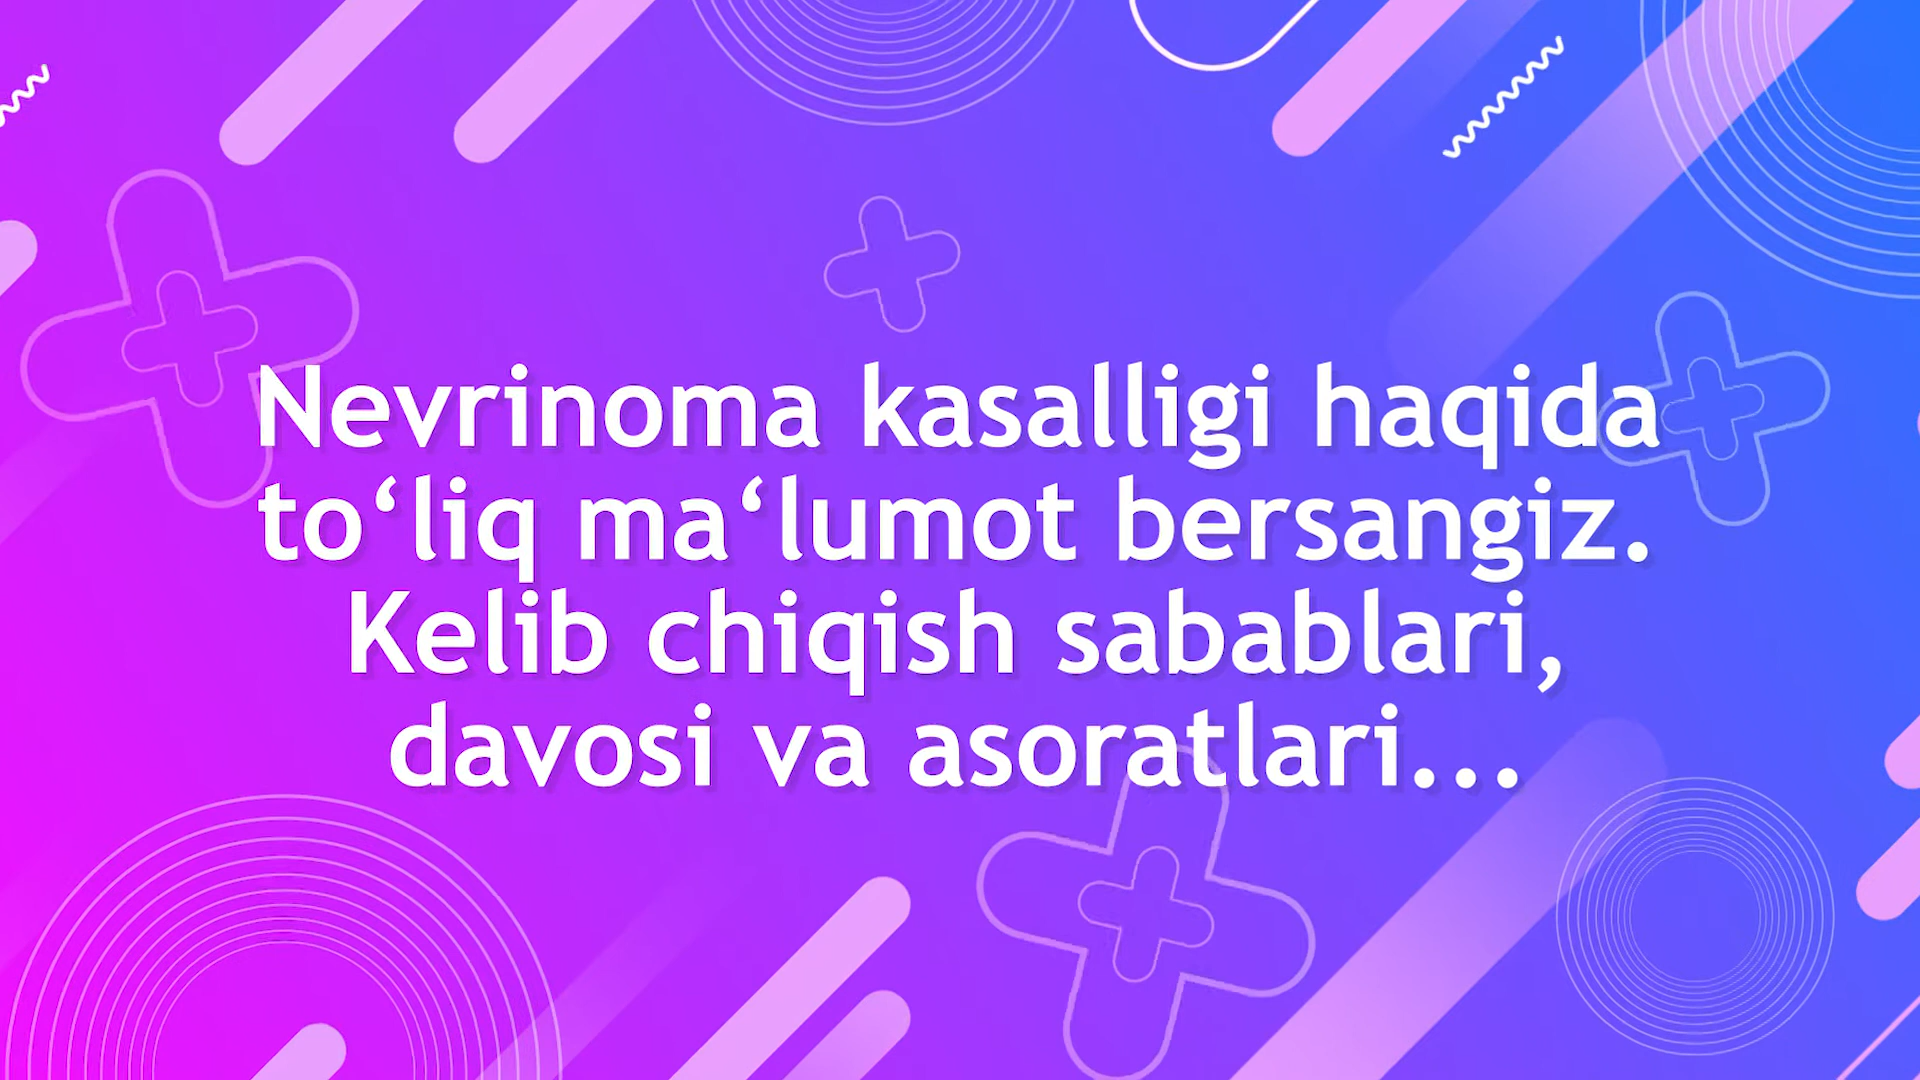 Nevrinoma kasalligi haqida
to‘liq ma‘lumot bersangiz.
Kelib chiqish sabablari,
davosi va asoratlari...